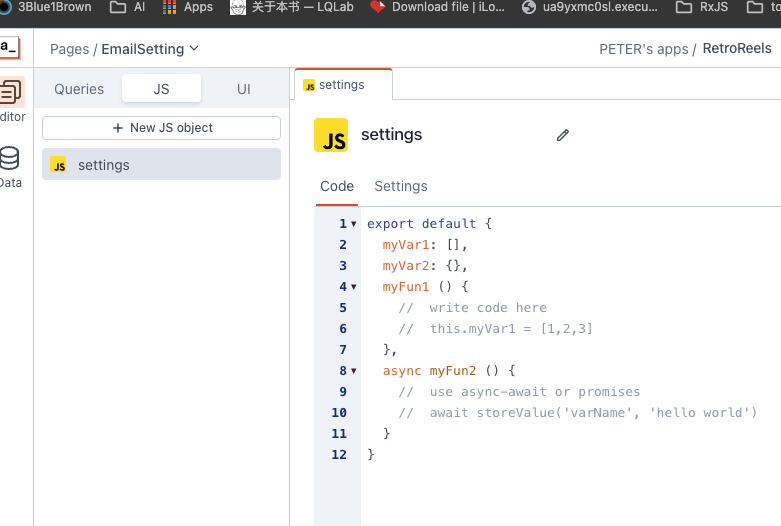 3Blue1Brown AI Apps 关于本书 — LQLab Download file | iLo... ua9yxmc0sl.execu... RxJS to
a_ Pages / EmailSetting PETER's apps / RetroReels
ditor
Data
Queries JS UI
+ New JS object
JS settings
JS settings
JS settings
Code Settings
1 export default {
2 myVar1: [],
3 myVar2: {},
4 myFun1 () {
5 // write code here
6 // this.myVar1 = [1,2,3]
7 },
8 async myFun2 () {
9 // use async-await or promises
10 // await storeValue('varName', 'hello world')
11 }
12 }